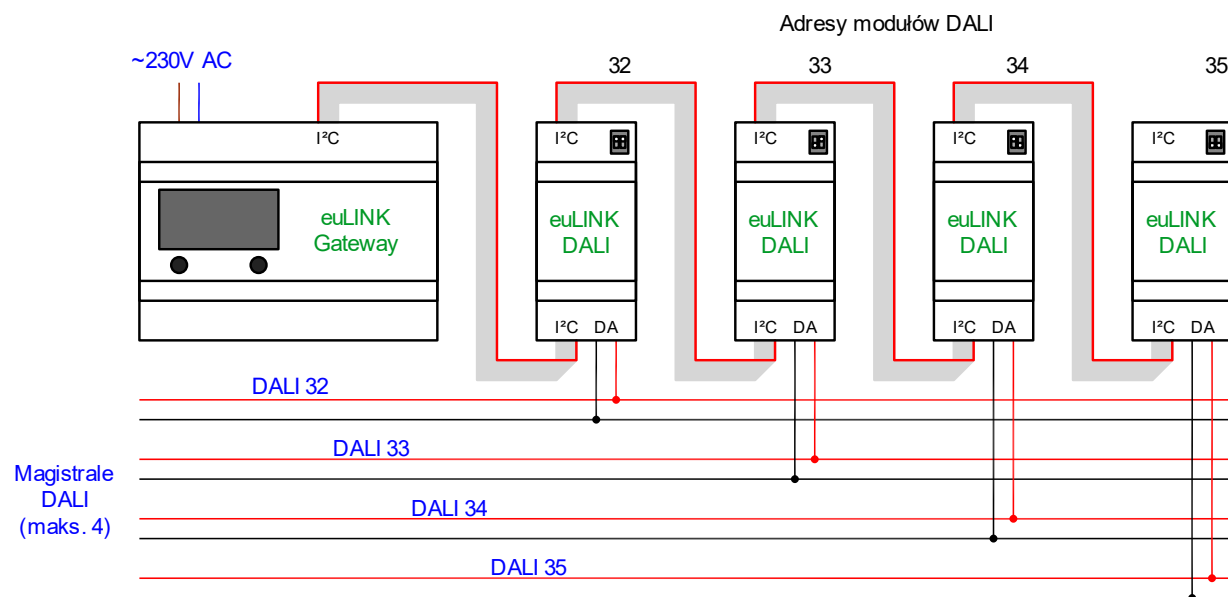 Adresy modułów DALI
~230V AC
32
33
34
35
I²C
I²C
I²C
I²C
euLINK
Gateway
euLINK
DALI
euLINK
DALI
euLINK
DALI
euLINK
DALI
I²C DA
I²C DA
I²C DA
I²C DA
DALI 32
DALI 33
Magistrale
DALI
(maks. 4)
DALI 34
DALI 35